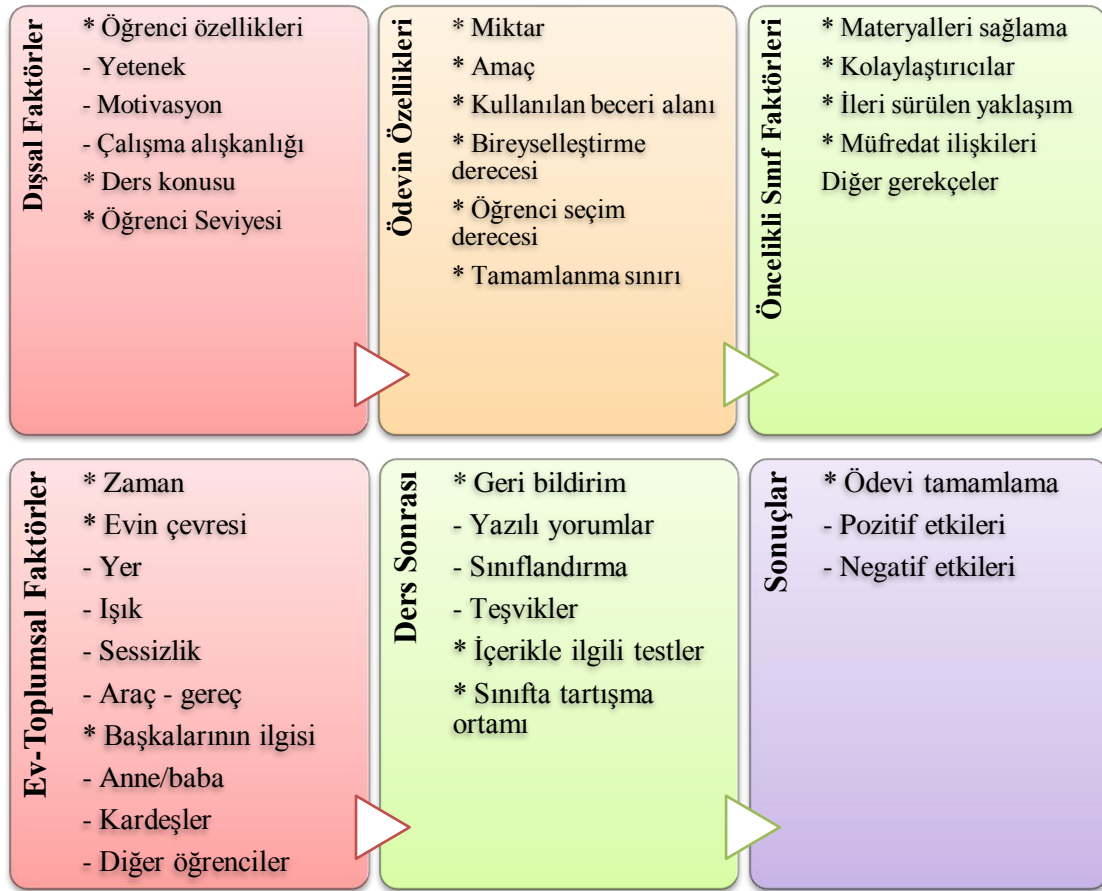 Dışsal Faktörler
* Öğrenci özellikleri
- Yetenek
- Motivasyon
- Çalışma alışkanlığı
* Ders konusu
* Öğrenci Seviyesi
Ödevin Özellikleri
* Miktar
* Amaç
* Kullanılan beceri alanı
* Bireyselleştirme
derecesi
* Öğrenci seçim
derecesi
* Tamamlanma sınırı
Öncelikli Sınıf Faktörleri
* Materyalleri sağlama
* Kolaylaştırıcılar
* İleri sürülen yaklaşım
* Müfredat ilişkileri
Diğer gerekçeler
Ev-Toplumsal Faktörler
* Zaman
* Evin çevresi
- Yer
- Işık
- Sessizlik
- Araç - gereç
* Başkalarının ilgisi
- Anne/baba
- Kardeşler
- Diğer öğrenciler
Ders Sonrası
* Geri bildirim
- Yazılı yorumlar
- Sınıflandırma
- Teşvikler
* İçerikle ilgili testler
* Sınıfta tartışma
ortamı
Sonuçlar
* Ödevi tamamlama
- Pozitif etkileri
- Negatif etkileri